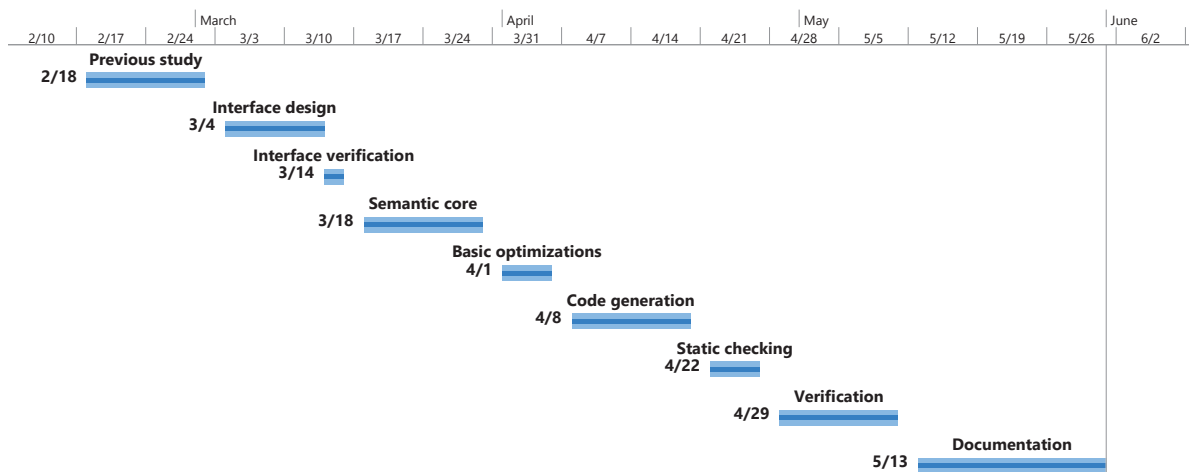 March April May June
2/10 2/17 2/24 3/3 3/10 3/17 3/24 3/31 4/7 4/14 4/21 4/28 5/5 5/12 5/19 5/26 6/2
Previous study
2/18
Interface design
3/4
Interface verification
3/14
Semantic core
3/18
Basic optimizations
4/1
Code generation
4/8
Static checking
4/22
Verification
4/29
Documentation
5/13